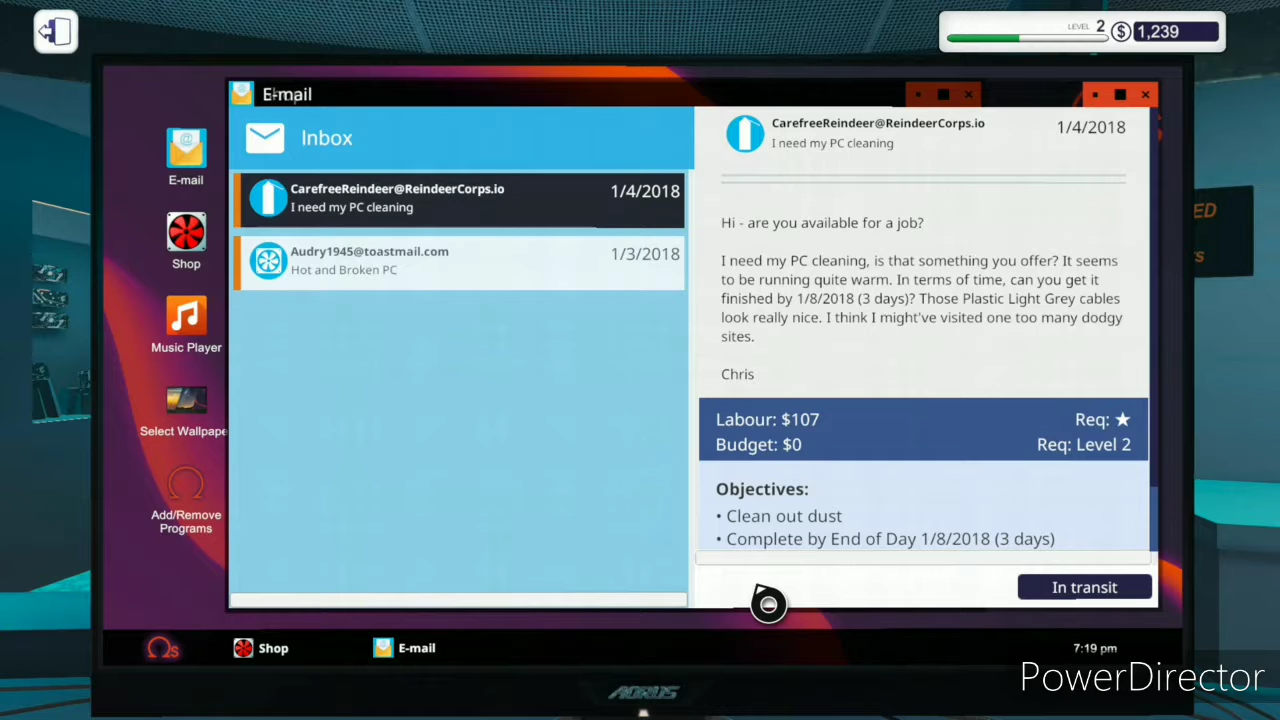 LEVEL 2 $ 1,239
E-mail
Inbox
CarefreeReindeer@ReindeerCorps.io 1/4/2018
I need my PC cleaning
Audry1945@toastmail.com 1/3/2018
Hot and Broken PC
CarefreeReindeer@ReindeerCorps.io 1/4/2018
I need my PC cleaning
Hi - are you available for a job?
I need my PC cleaning, is that something you offer? It seems
to be running quite warm. In terms of time, can you get it
finished by 1/8/2018 (3 days)? Those Plastic Light Grey cables
look really nice. I think I might've visited one too many dodgy
sites.
Chris
Labour: $107 Req: ★
Budget: $0 Req: Level 2
Objectives:
• Clean out dust
• Complete by End of Day 1/8/2018 (3 days)
In transit
E-mail
Shop
Music Player
Select Wallpape
Add/Remove
Programs
Ωs Shop E-mail 7:19 pm
AORUS
ED
PowerDirector